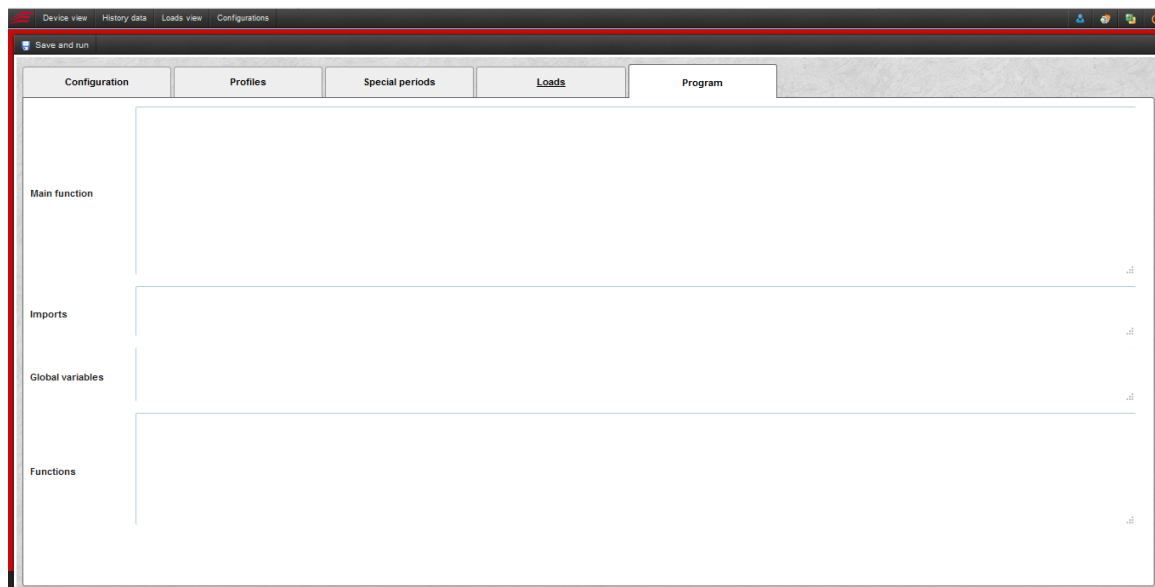 Device view History data Loads view Configurations
Save and run
Configuration Profiles Special periods Loads Program
Main function
Imports
Global variables
Functions